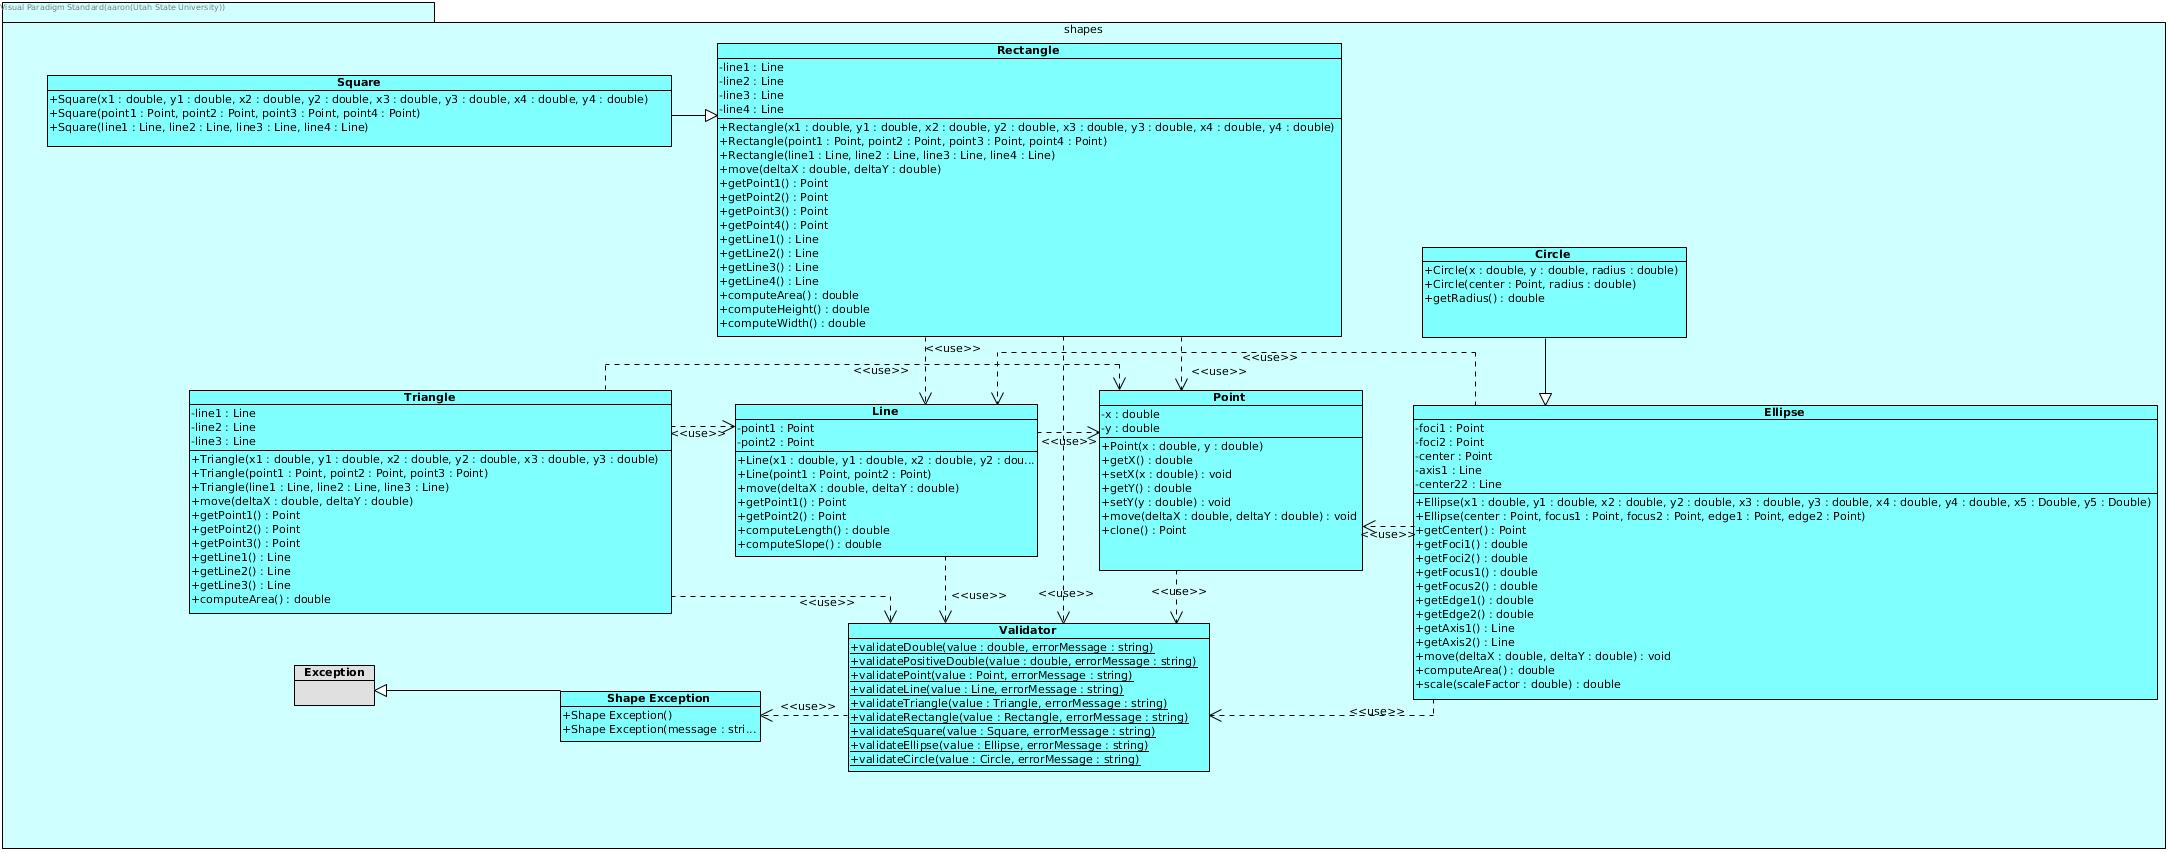 Visual Paradigm Standard(aaron(Utah State University))
shapes
Square
+Square(x1 : double, y1 : double, x2 : double, y2 : double, x3 : double, y3 : double, x4 : double, y4 : double)
+Square(point1 : Point, point2 : Point, point3 : Point, point4 : Point)
+Square(line1 : Line, line2 : Line, line3 : Line, line4 : Line)
Rectangle
-line1 : Line
-line2 : Line
-line3 : Line
-line4 : Line
+Rectangle(x1 : double, y1 : double, x2 : double, y2 : double, x3 : double, y3 : double, x4 : double, y4 : double)
+Rectangle(point1 : Point, point2 : Point, point3 : Point, point4 : Point)
+Rectangle(line1 : Line, line2 : Line, line3 : Line, line4 : Line)
+move(deltaX : double, deltaY : double)
+getPoint1() : Point
+getPoint2() : Point
+getPoint3() : Point
+getPoint4() : Point
+getLine1() : Line
+getLine2() : Line
+getLine3() : Line
+getLine4() : Line
+computeArea() : double
+computeHeight() : double
+computeWidth() : double
Circle
+Circle(x : double, y : double, radius : double)
+Circle(center : Point, radius : double)
+getRadius() : double
<<use>>
<<use>>
<<use>>
<<use>>
Triangle
-line1 : Line
-line2 : Line
-line3 : Line
+Triangle(x1 : double, y1 : double, x2 : double, y2 : double, x3 : double, y3 : double)
+Triangle(point1 : Point, point2 : Point, point3 : Point)
+Triangle(line1 : Line, line2 : Line, line3 : Line)
+move(deltaX : double, deltaY : double)
+getPoint1() : Point
+getPoint2() : Point
+getPoint3() : Point
+getLine1() : Line
+getLine2() : Line
+getLine3() : Line
+computeArea() : double
<<use>>
Line
-point1 : Point
-point2 : Point
+Line(x1 : double, y1 : double, x2 : double, y2 : dou...
+Line(point1 : Point, point2 : Point)
+move(deltaX : double, deltaY : double)
+getPoint1() : Point
+getPoint2() : Point
+computeLength() : double
+computeSlope() : double
<<use>>
Point
-x : double
-y : double
+Point(x : double, y : double)
+getX() : double
+setX(x : double) : void
+getY() : double
+setY(y : double) : void
+move(deltaX : double, deltaY : double) : void
+clone() : Point
<<use>>
Ellipse
-foci1 : Point
-foci2 : Point
-center : Point
-axis1 : Line
-center22 : Line
+Ellipse(x1 : double, y1 : double, x2 : double, y2 : double, x3 : double, y3 : double, x4 : double, y4 : double, x5 : Double, y5 : Double)
+Ellipse(center : Point, focus1 : Point, focus2 : Point, edge1 : Point, edge2 : Point)
+getCenter() : Point
+getFoci1() : double
+getFoci2() : double
+getFocus1() : double
+getFocus2() : double
+getEdge1() : double
+getEdge2() : double
+getAxis1() : Line
+getAxis2() : Line
+move(deltaX : double, deltaY : double) : void
+computeArea() : double
+scale(scaleFactor : double) : double
<<use>>
<<use>>
<<use>>
<<use>>
Validator
+validateDouble(value : double, errorMessage : string)
+validatePositiveDouble(value : double, errorMessage : string)
+validatePoint(value : Point, errorMessage : string)
+validateLine(value : Line, errorMessage : string)
+validateTriangle(value : Triangle, errorMessage : string)
+validateRectangle(value : Rectangle, errorMessage : string)
+validateSquare(value : Square, errorMessage : string)
+validateEllipse(value : Ellipse, errorMessage : string)
+validateCircle(value : Circle, errorMessage : string)
Exception
Shape Exception
+Shape Exception()
+Shape Exception(message : stri...
<<use>>
<<use>>